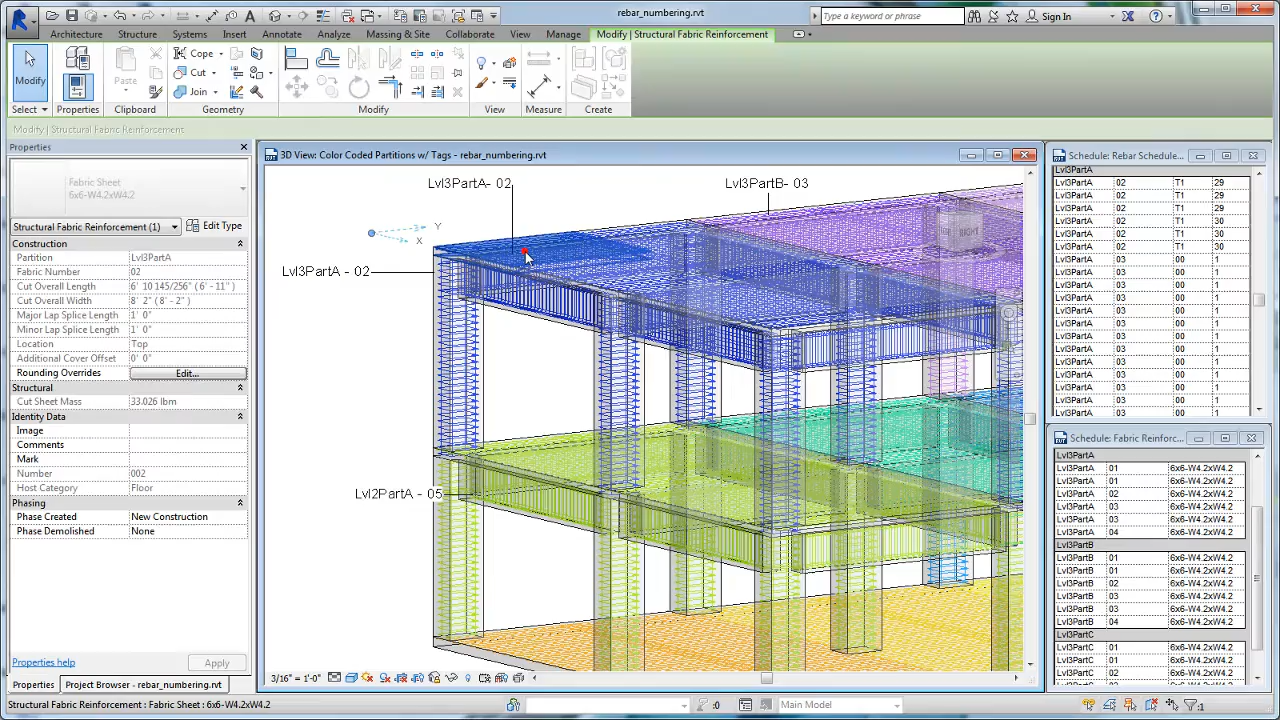 rebar_numbering.rvt
Type a keyword or phrase
Sign In
Architecture Structure Systems Insert Annotate Analyze Massing & Site Collaborate View Manage Modify | Structural Fabric Reinforcement
Modify
Paste
Cope
Cut
Join
Select Properties Clipboard Geometry Modify View Measure Create
Modify | Structural Fabric Reinforcement
Properties
Fabric Sheet
6x6-W4.2xW4.2
Structural Fabric Reinforcement (1) Edit Type
Construction
Partition Lvl3PartA
Fabric Number 02
Cut Overall Length 6' 10 145/256" ( 6' - 11" )
Cut Overall Width 8' 2" ( 8' - 2" )
Major Lap Splice Length 1' 0"
Minor Lap Splice Length 1' 0"
Location Top
Additional Cover Offset 0' 0"
Rounding Overrides Edit...
Structural
Cut Sheet Mass 33.026 lbm
Identity Data
Image
Comments
Mark
Number 002
Host Category Floor
Phasing
Phase Created New Construction
Phase Demolished None
Properties help Apply
Properties Project Browser - rebar_numbering.rvt
Structural Fabric Reinforcement : Fabric Sheet : 6x6-W4.2xW4.2
3D View: Color Coded Partitions w/ Tags - rebar_numbering.rvt
Lvl3PartA- 02
Lvl3PartB- 03
Y
X
RIGHT
Lvl3PartA - 02
Lvl2PartA - 05
3/16" = 1'-0"
:0
Main Model
:1
Schedule: Rebar Schedule...
Lvl3PartA
Lvl3PartA 02 T1 29
Lvl3PartA 02 T1 29
Lvl3PartA 02 T1 29
Lvl3PartA 02 T1 30
Lvl3PartA 02 T1 30
Lvl3PartA 02 T1 30
Lvl3PartA 03 00 1
Lvl3PartA 03 00 1
Lvl3PartA 03 00 1
Lvl3PartA 03 00 1
Lvl3PartA 03 00 1
Lvl3PartA 03 00 1
Lvl3PartA 03 00 1
Lvl3PartA 03 00 1
Lvl3PartA 03 00 1
Lvl3PartA 03 00 1
Lvl3PartA 03 00 1
Lvl3PartA 03 00 1
Schedule: Fabric Reinforc...
Lvl3PartA
Lvl3PartA 01 6x6-W4.2xW4.2
Lvl3PartA 01 6x6-W4.2xW4.2
Lvl3PartA 02 6x6-W4.2xW4.2
Lvl3PartA 03 6x6-W4.2xW4.2
Lvl3PartA 03 6x6-W4.2xW4.2
Lvl3PartA 04 6x6-W4.2xW4.2
Lvl3PartB
Lvl3PartB 01 6x6-W4.2xW4.2
Lvl3PartB 01 6x6-W4.2xW4.2
Lvl3PartB 02 6x6-W4.2xW4.2
Lvl3PartB 03 6x6-W4.2xW4.2
Lvl3PartB 03 6x6-W4.2xW4.2
Lvl3PartB 04 6x6-W4.2xW4.2
Lvl3PartC
Lvl3PartC 01 6x6-W4.2xW4.2
Lvl3PartC 01 6x6-W4.2xW4.2
Lvl3PartC 02 6x6-W4.2xW4.2